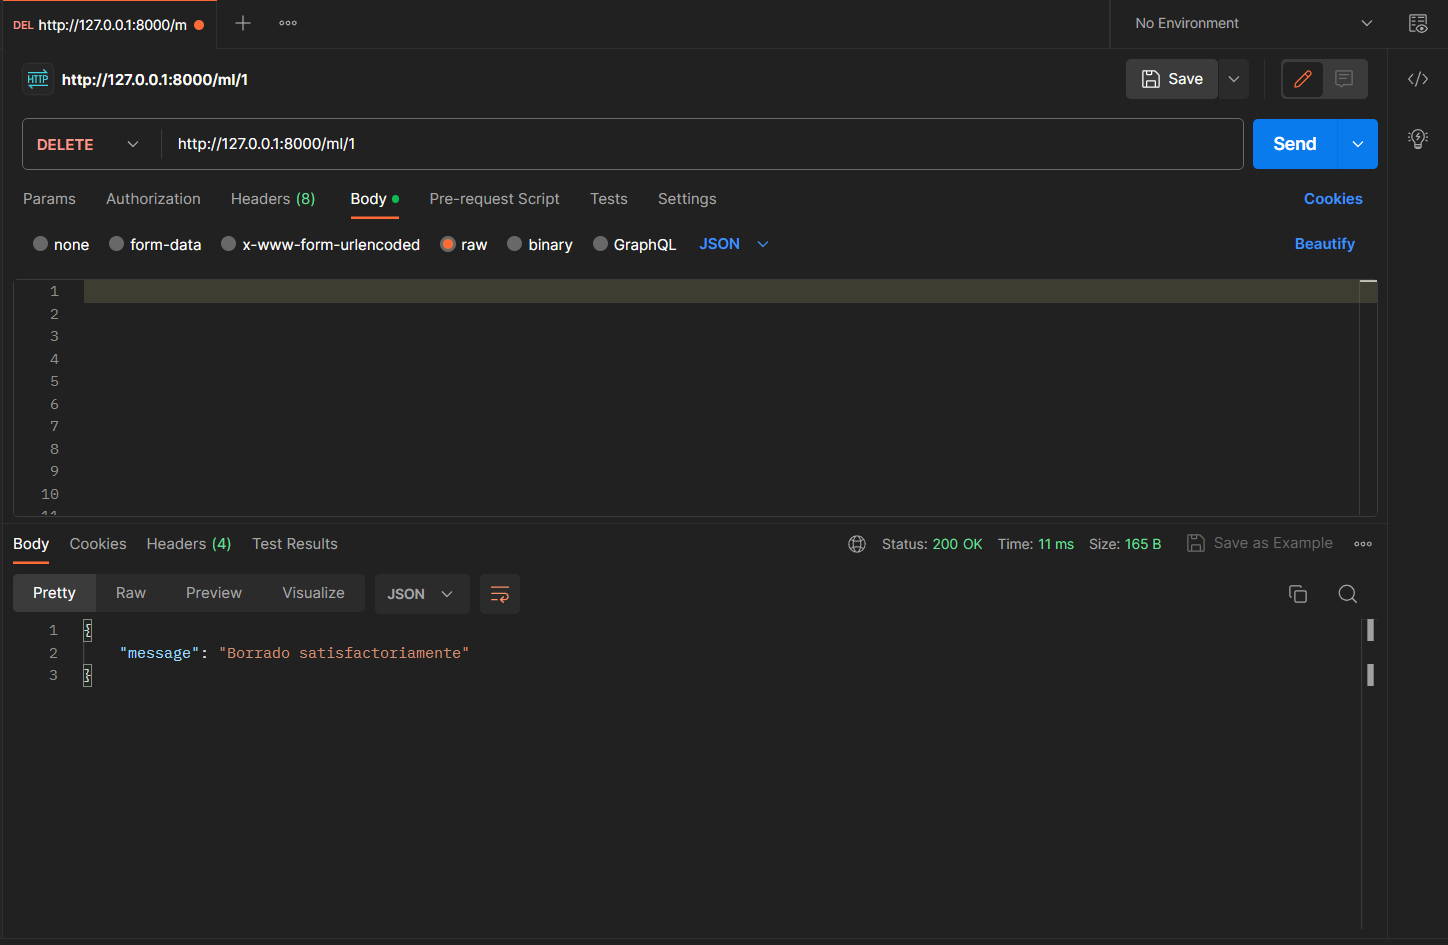 DEL http://127.0.0.1:8000/m
No Environment
HTTP http://127.0.0.1:8000/ml/1
Save
DELETE http://127.0.0.1:8000/ml/1 Send
Params Authorization Headers (8) Body Pre-request Script Tests Settings Cookies
none form-data x-www-form-urlencoded raw binary GraphQL JSON Beautify
1
2
3
4
5
6
7
8
9
10
11
Body Cookies Headers (4) Test Results Status: 200 OK Time: 11 ms Size: 165 B Save as Example
Pretty Raw Preview Visualize JSON
1 {
2 "message": "Borrado satisfactoriamente"
3 }